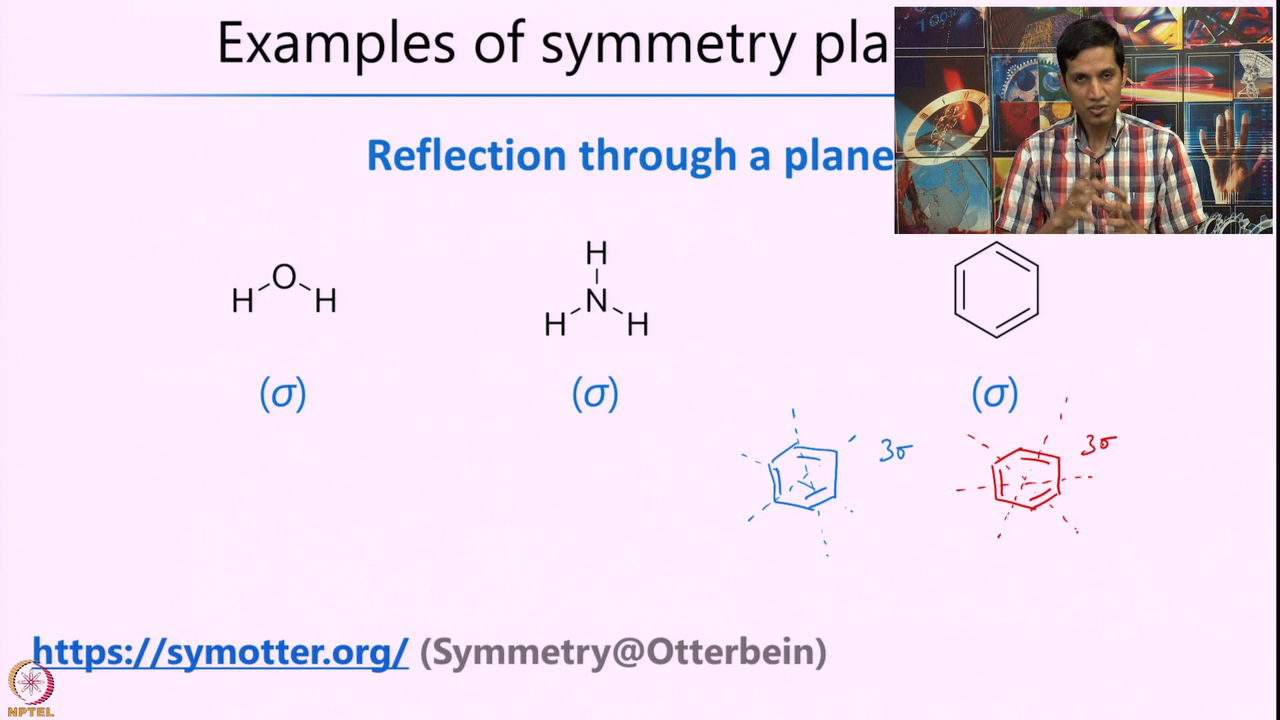 Examples of symmetry pla
Reflection through a plane
H
O
H
H
N
H
H
(σ)
(σ)
(σ)
3σ
3σ
https://symotter.org/ (Symmetry@Otterbein)
NPTEL